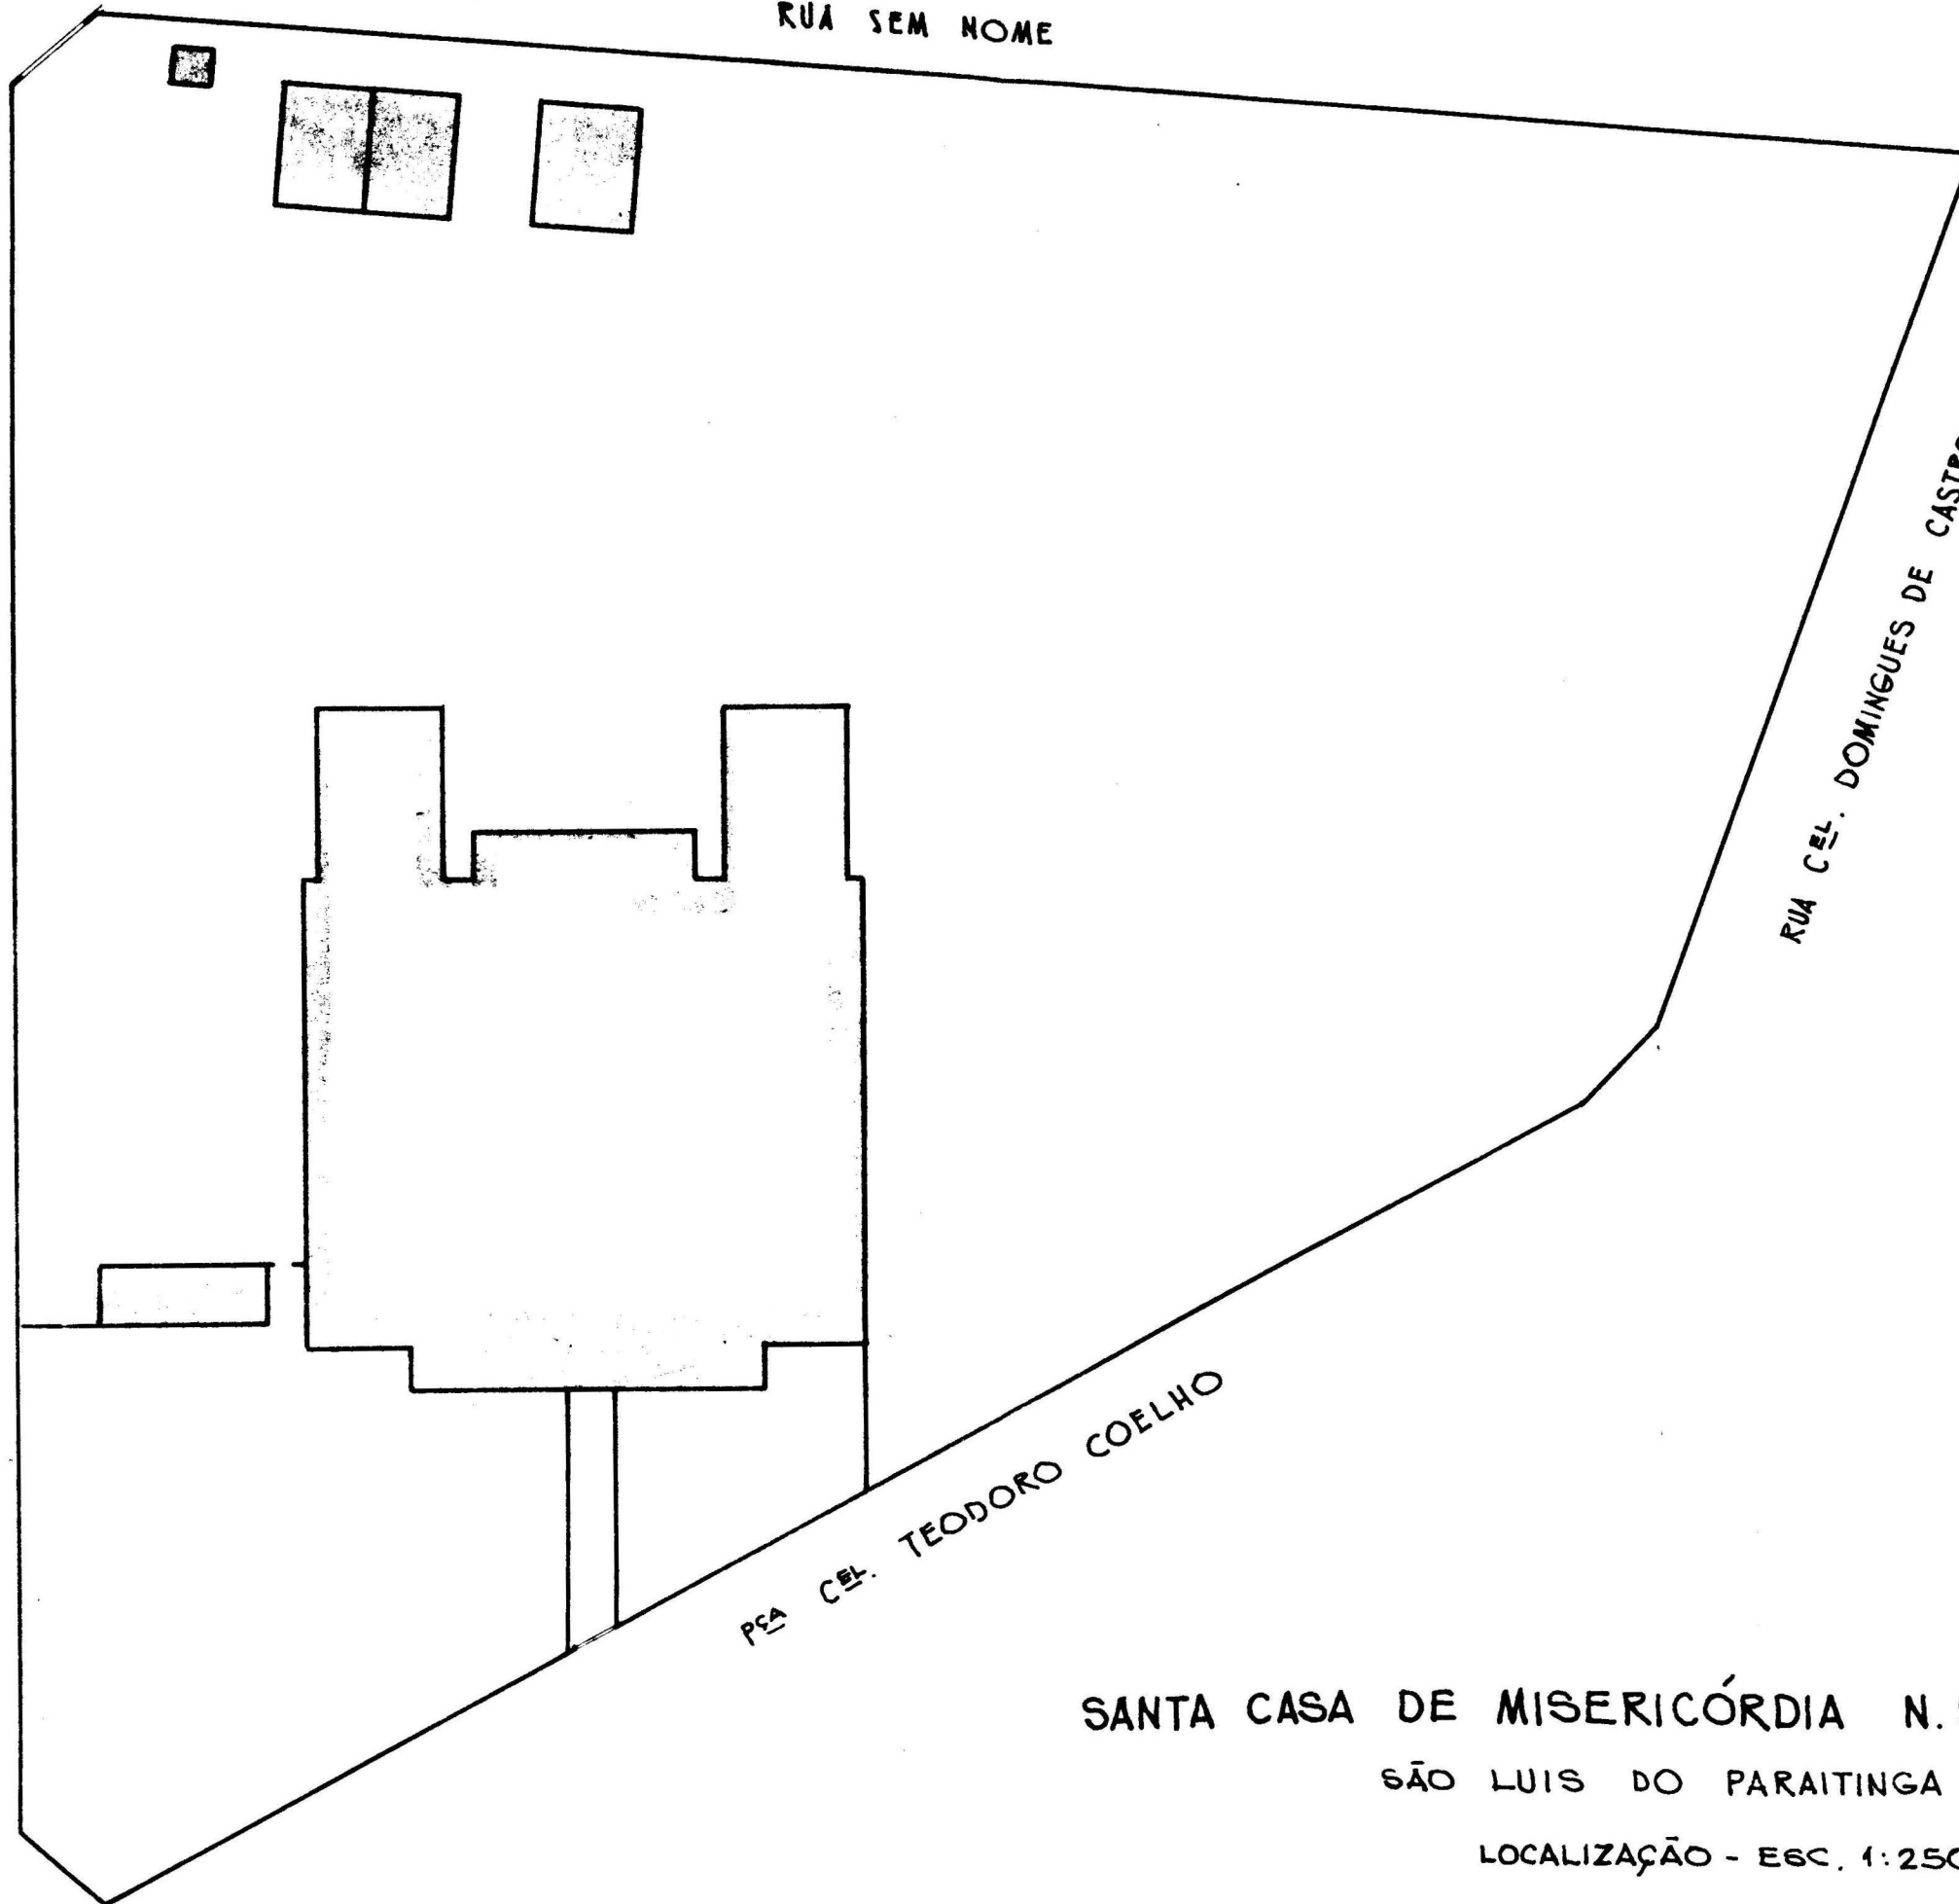 RUA SEM NOME
RUA CEL. DOMINGUES DE CASTRO
PÇA CEL. TEODORO COELHO
SANTA CASA DE MISERICÓRDIA N.
SÃO LUIS DO PARAITINGA
LOCALIZAÇÃO - ESC. 1:250